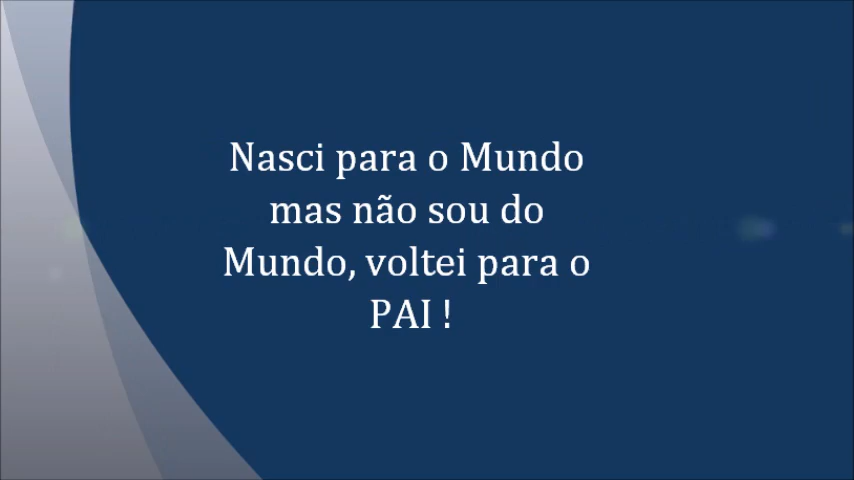 Nasci para o Mundo
mas não sou do
Mundo, voltei para o
PAI !